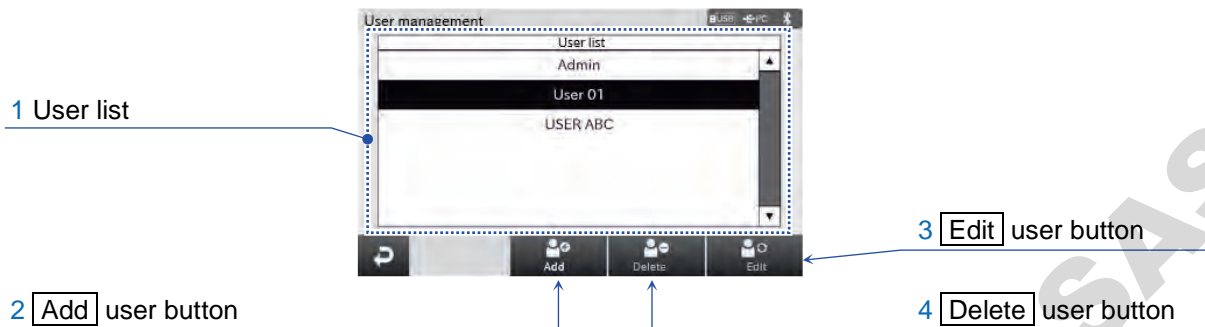 User management
USB PC
User list
Admin
User 01
USER ABC
1 User list
3 Edit user button
Add Delete Edit
2 Add user button
4 Delete user button